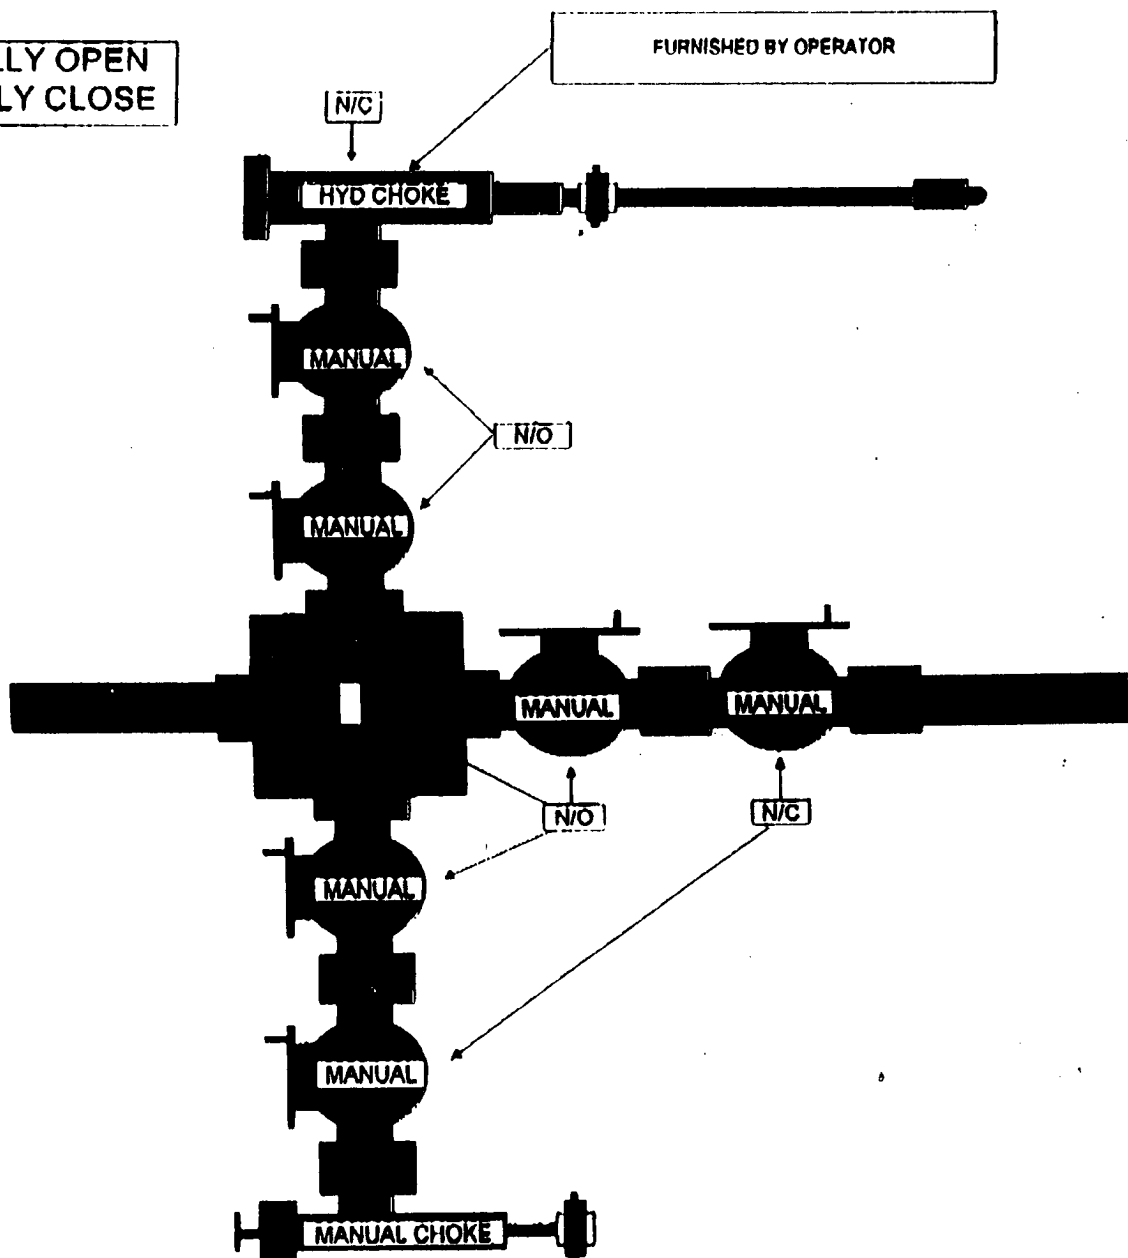 LLY OPEN
LY CLOSE
FURNISHED BY OPERATOR
N/C
HYD CHOKE
MANUAL
N/O
MANUAL
MANUAL
MANUAL
N/O
N/C
MANUAL
MANUAL
MANUAL CHOKE